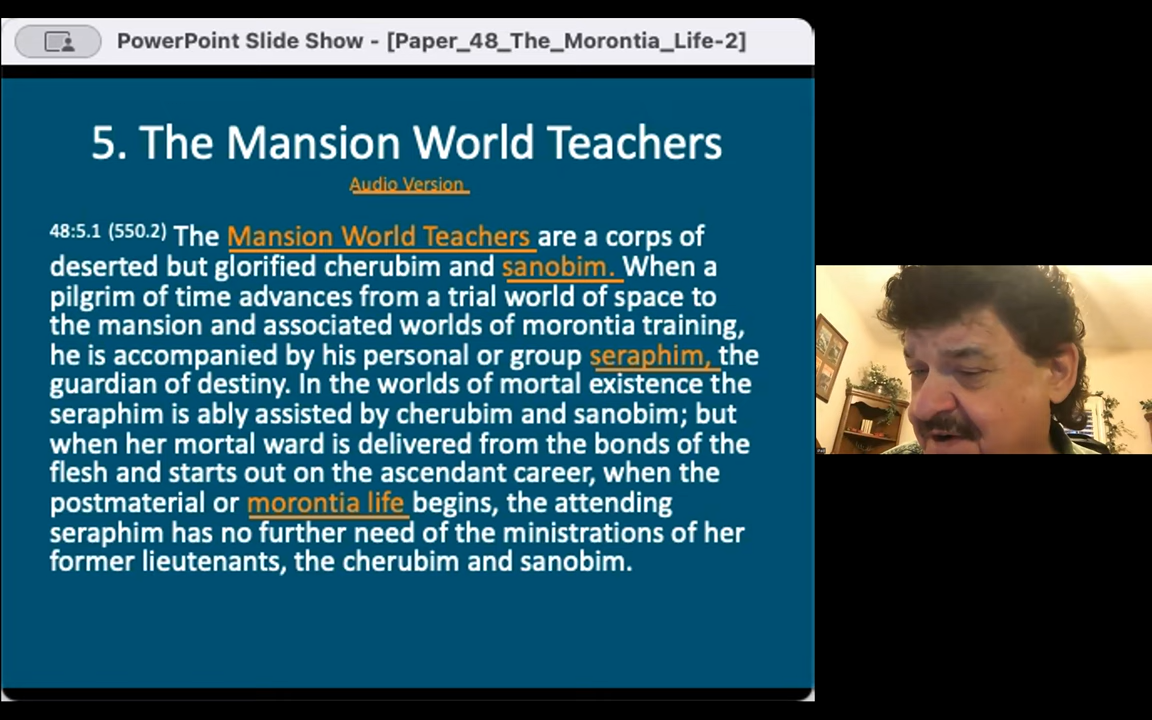 PowerPoint Slide Show - [Paper_48_The_Morontia_Life-2]
5. The Mansion World Teachers
Audio Version
48:5.1 (550.2) The Mansion World Teachers are a corps of
deserted but glorified cherubim and sanobim. When a
pilgrim of time advances from a trial world of space to
the mansion and associated worlds of morontia training,
he is accompanied by his personal or group seraphim, the
guardian of destiny. In the worlds of mortal existence the
seraphim is ably assisted by cherubim and sanobim; but
when her mortal ward is delivered from the bonds of the
flesh and starts out on the ascendant career, when the
postmaterial or morontia life begins, the attending
seraphim has no further need of the ministrations of her
former lieutenants, the cherubim and sanobim.